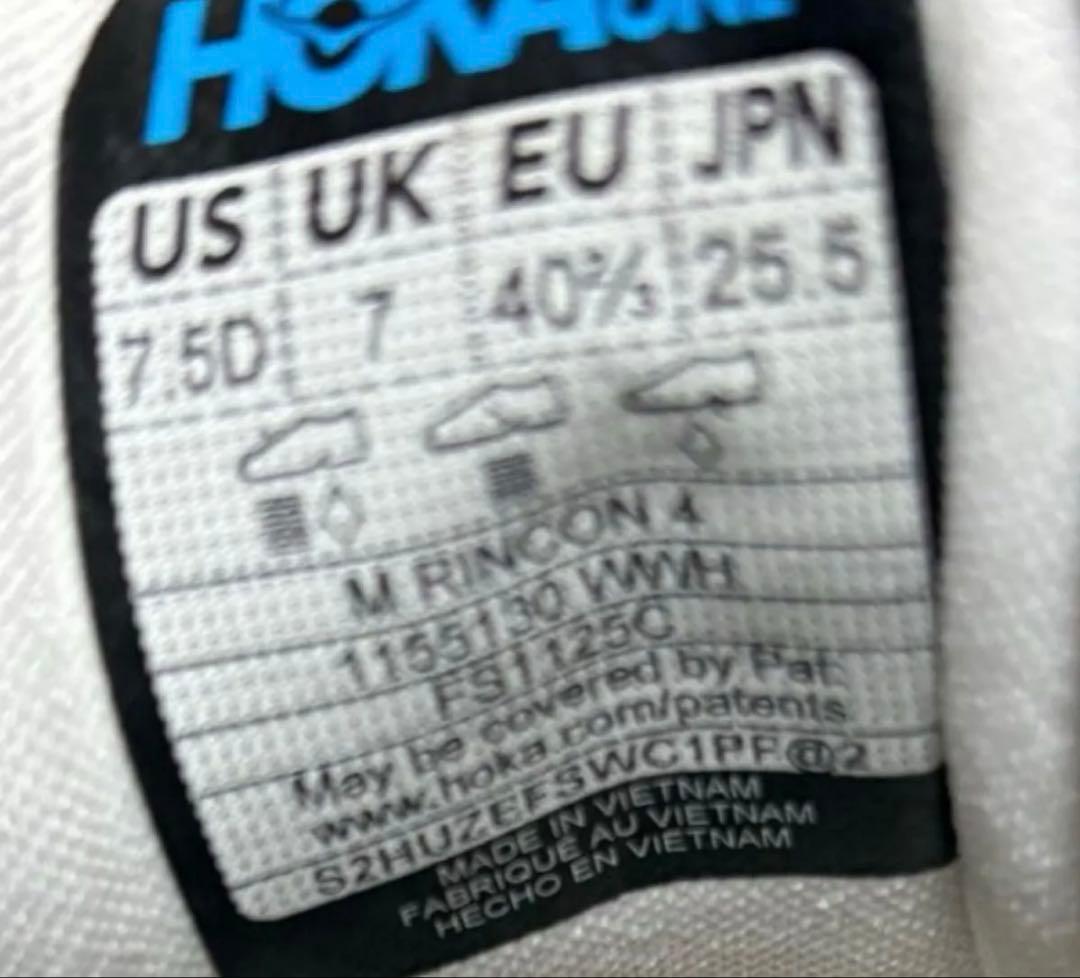 HOKA ONE
US UK EU JPN
7.5D 7 40⅔ 25.5
M RINCON 4
1155130 WWH
FS1125C
May be covered by Pat.
www.hoka.com/patents
S2HUZEFSWC1PF@2
MADE IN VIETNAM
FABRIQUÉ AU VIETNAM
HECHO EN VIETNAM